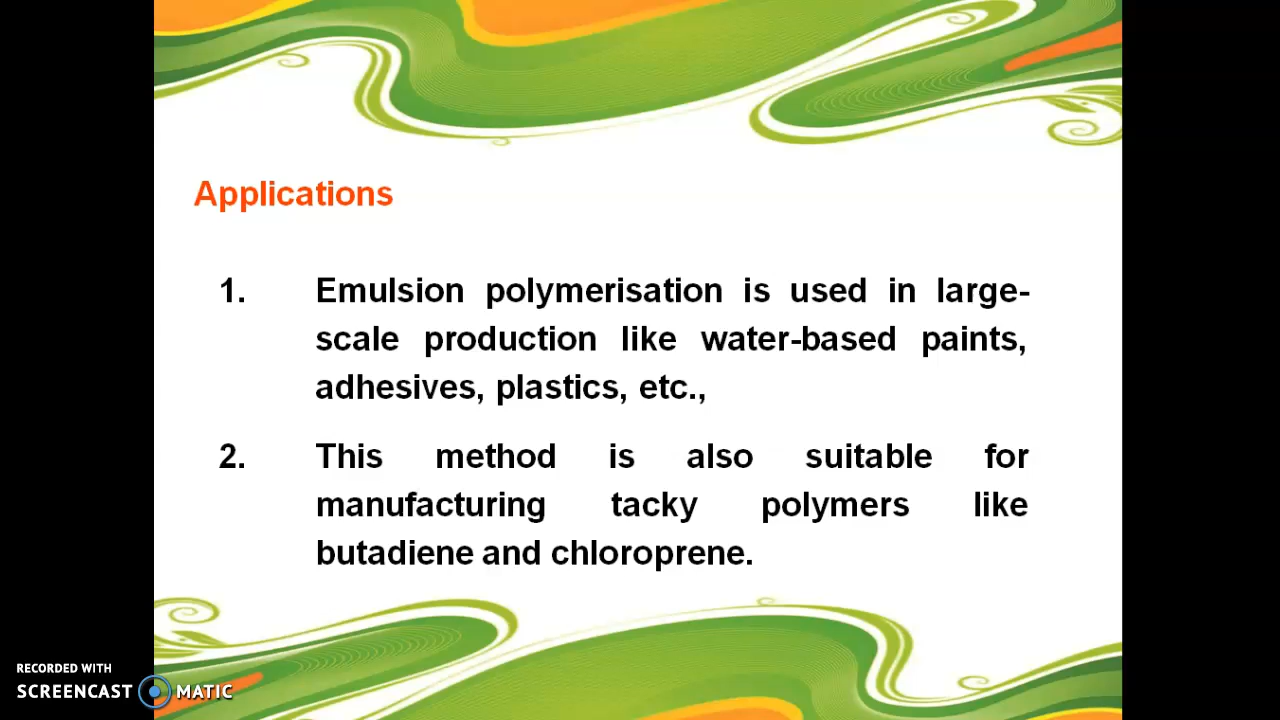 Applications
1. Emulsion polymerisation is used in large-
scale production like water-based paints,
adhesives, plastics, etc.,
2. This method is also suitable for
manufacturing tacky polymers like
butadiene and chloroprene.
RECORDED WITH
SCREENCAST MATIC